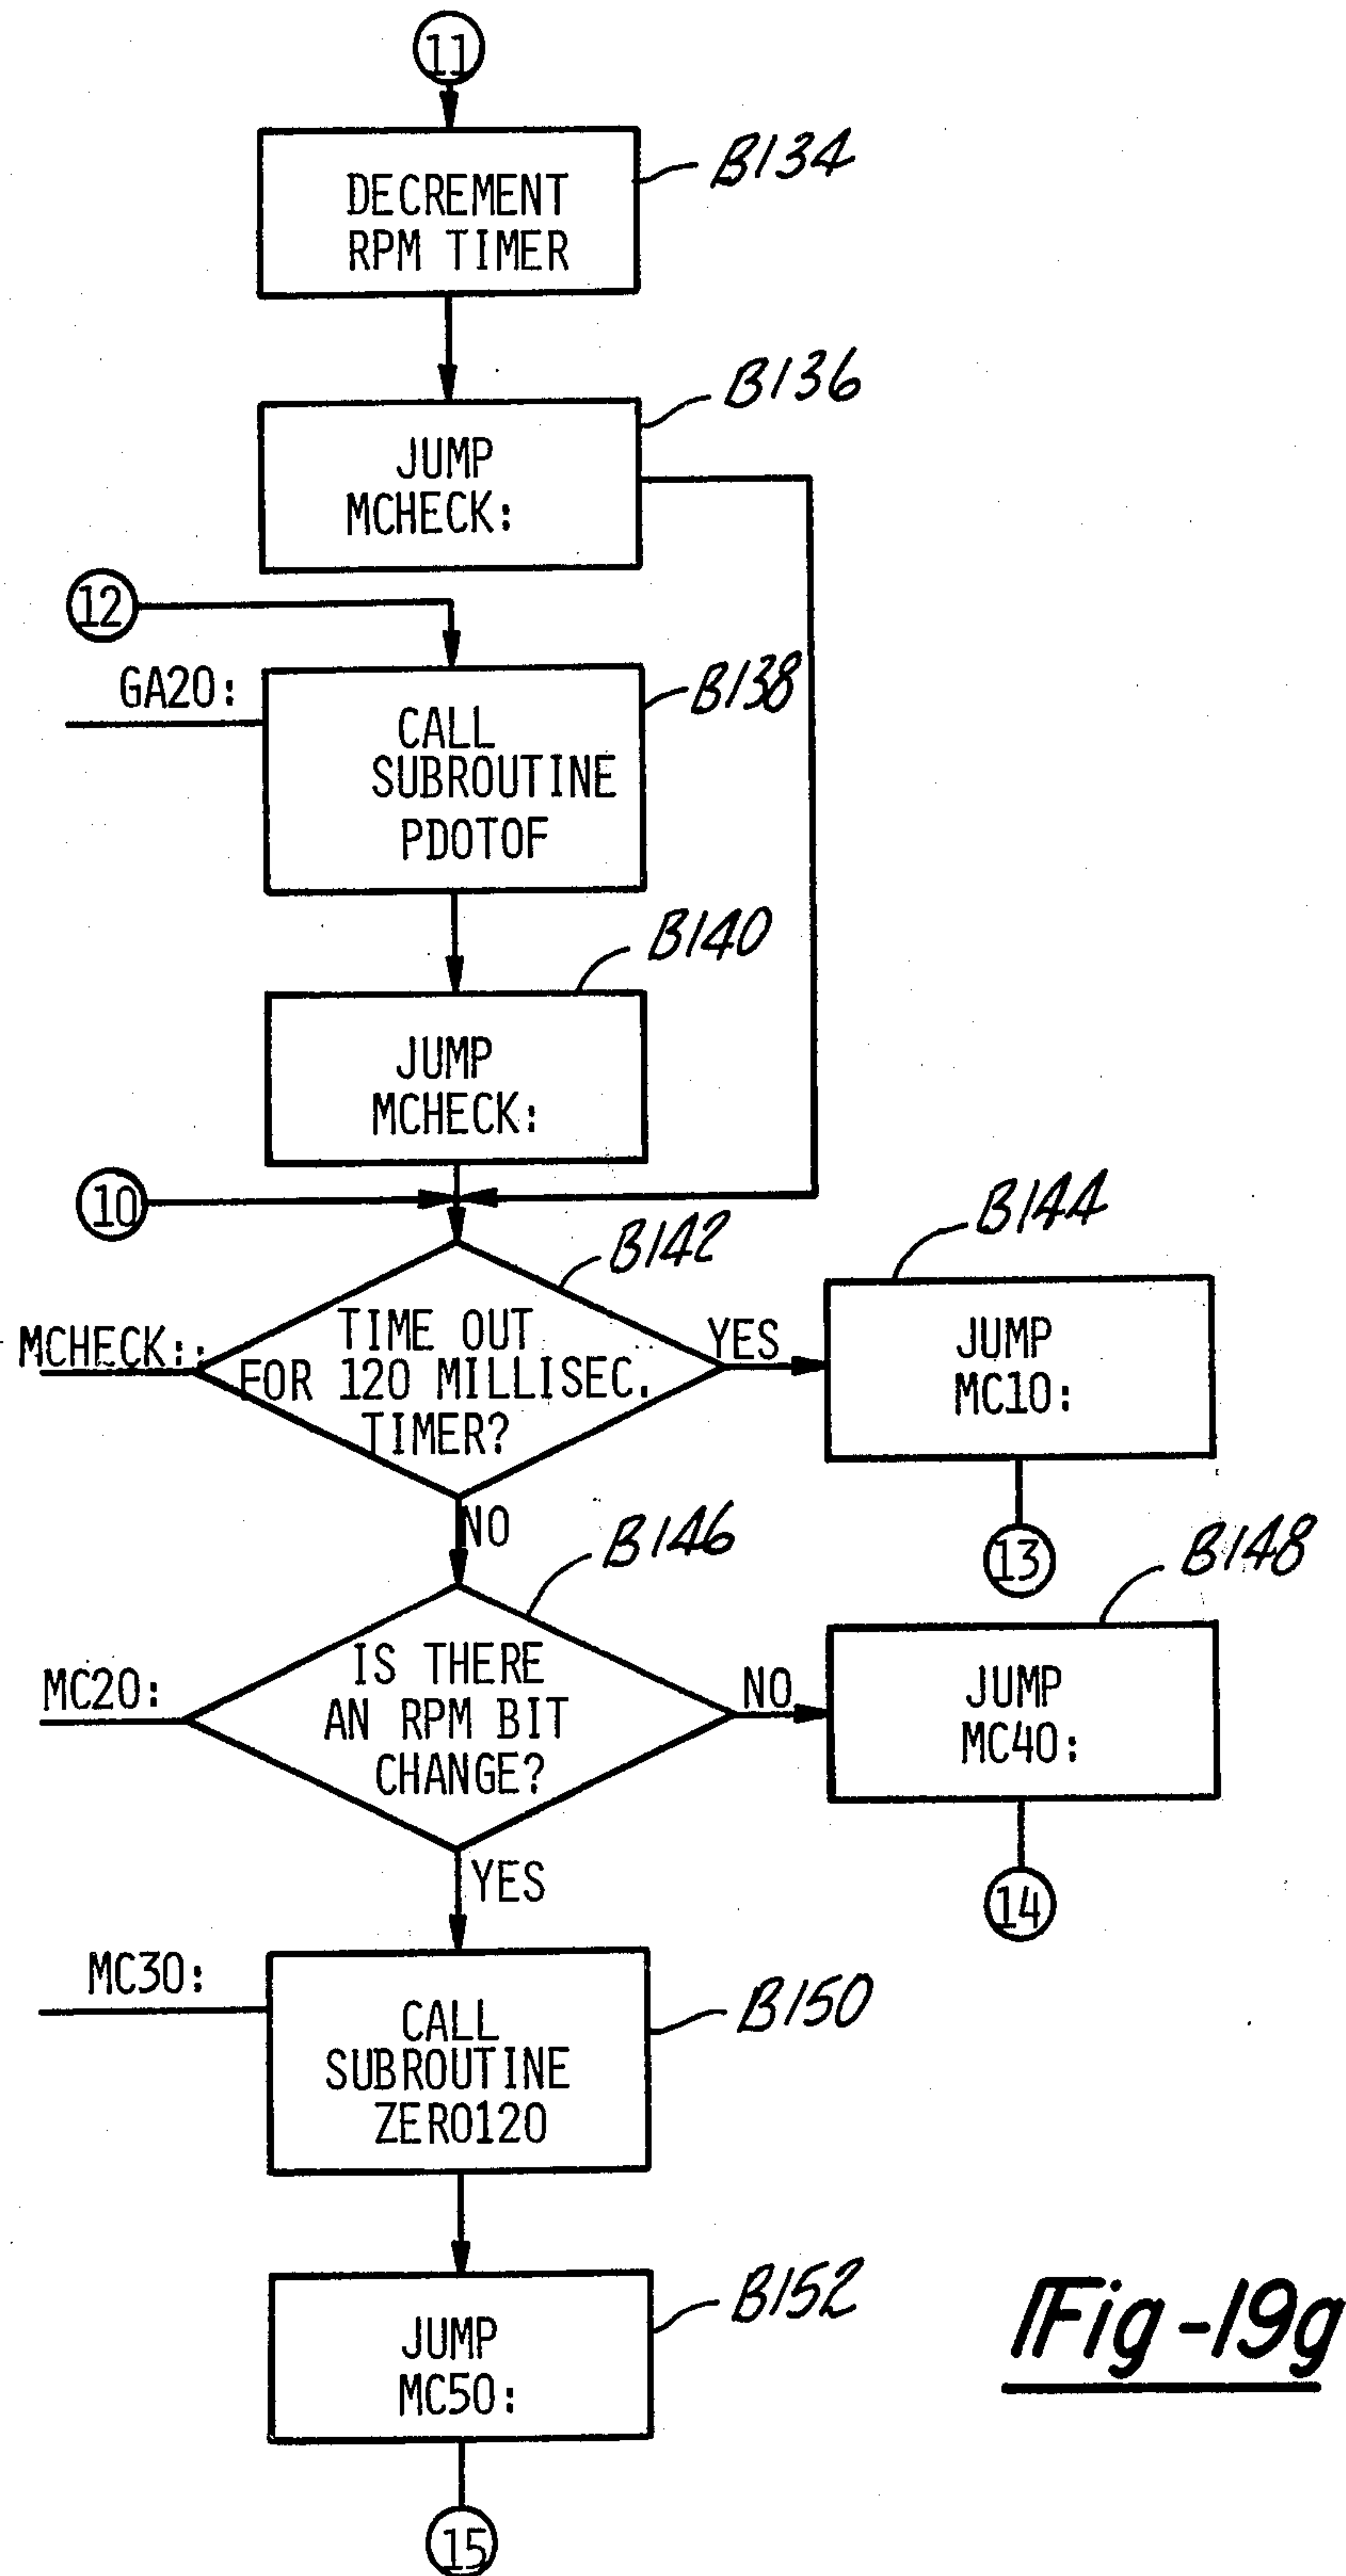 11
B134
DECREMENT
RPM TIMER
B136
JUMP
MCHECK:
12
GA20:
B138
CALL
SUBROUTINE
PDOTOF
B140
JUMP
MCHECK:
10
B142
B144
MCHECK:
TIME OUT
FOR 120 MILLISEC.
TIMER?
YES
JUMP
MC10:
NO
13
B146
B148
MC20:
IS THERE
AN RPM BIT
CHANGE?
NO
JUMP
MC40:
YES
14
MC30:
B150
CALL
SUBROUTINE
ZERO120
B152
JUMP
MC50:
15
Fig-19g